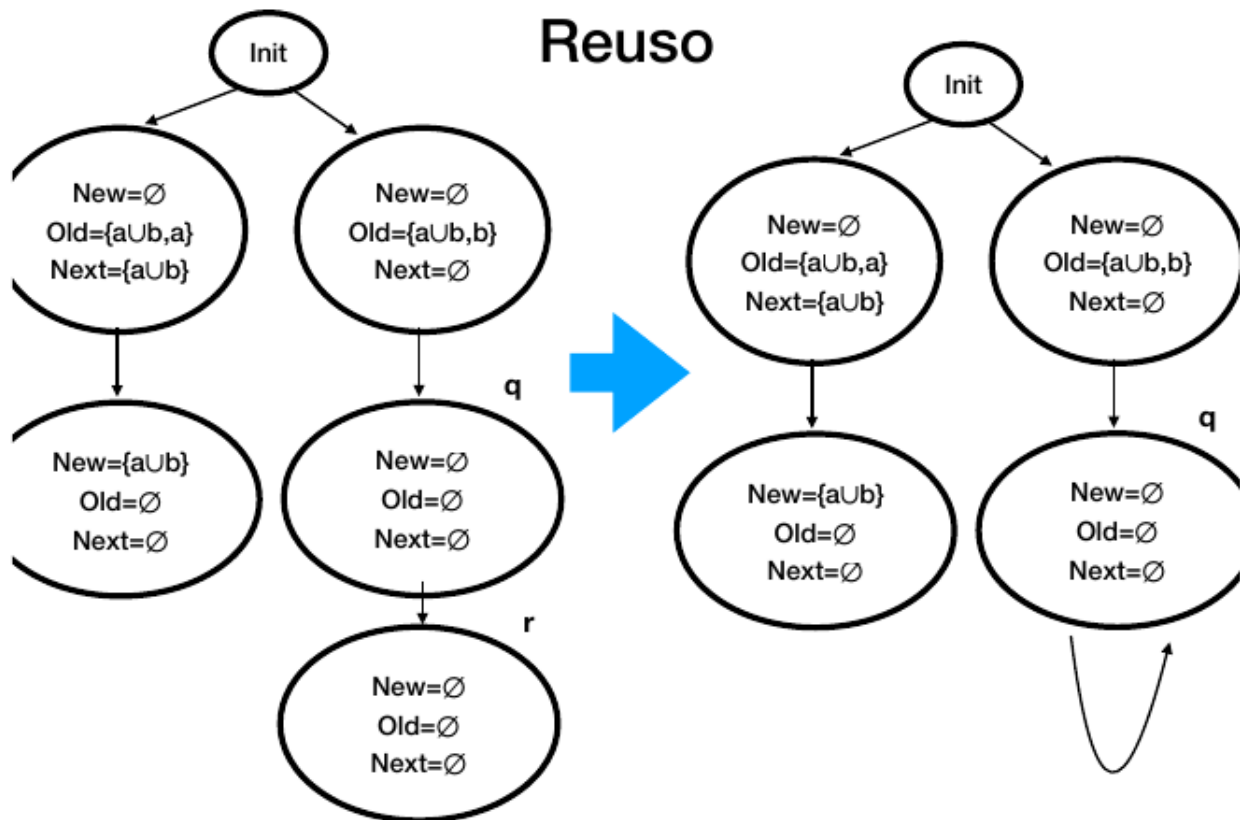 Reuso
Init
New=∅
Old={a∪b,a}
Next={a∪b}
New=∅
Old={a∪b,b}
Next=∅
New={a∪b}
Old=∅
Next=∅
q
New=∅
Old=∅
Next=∅
r
New=∅
Old=∅
Next=∅
Init
New=∅
Old={a∪b,a}
Next={a∪b}
New=∅
Old={a∪b,b}
Next=∅
New={a∪b}
Old=∅
Next=∅
q
New=∅
Old=∅
Next=∅